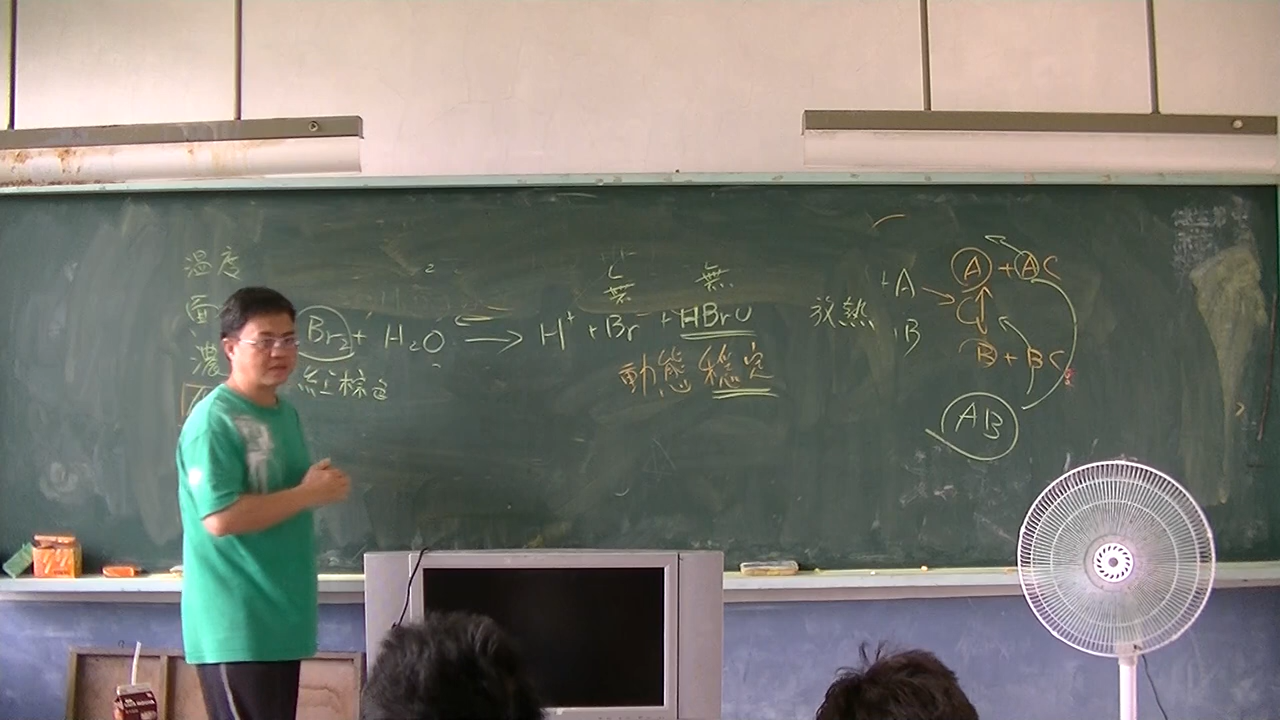 溫度
面
濃
Br₂ + H₂O ⟶ H⁺ + Br⁻ + HBrO
無 無
紅棕色
動態穩定
放熱
+A
+B
A + AC
C
B + BC
AB